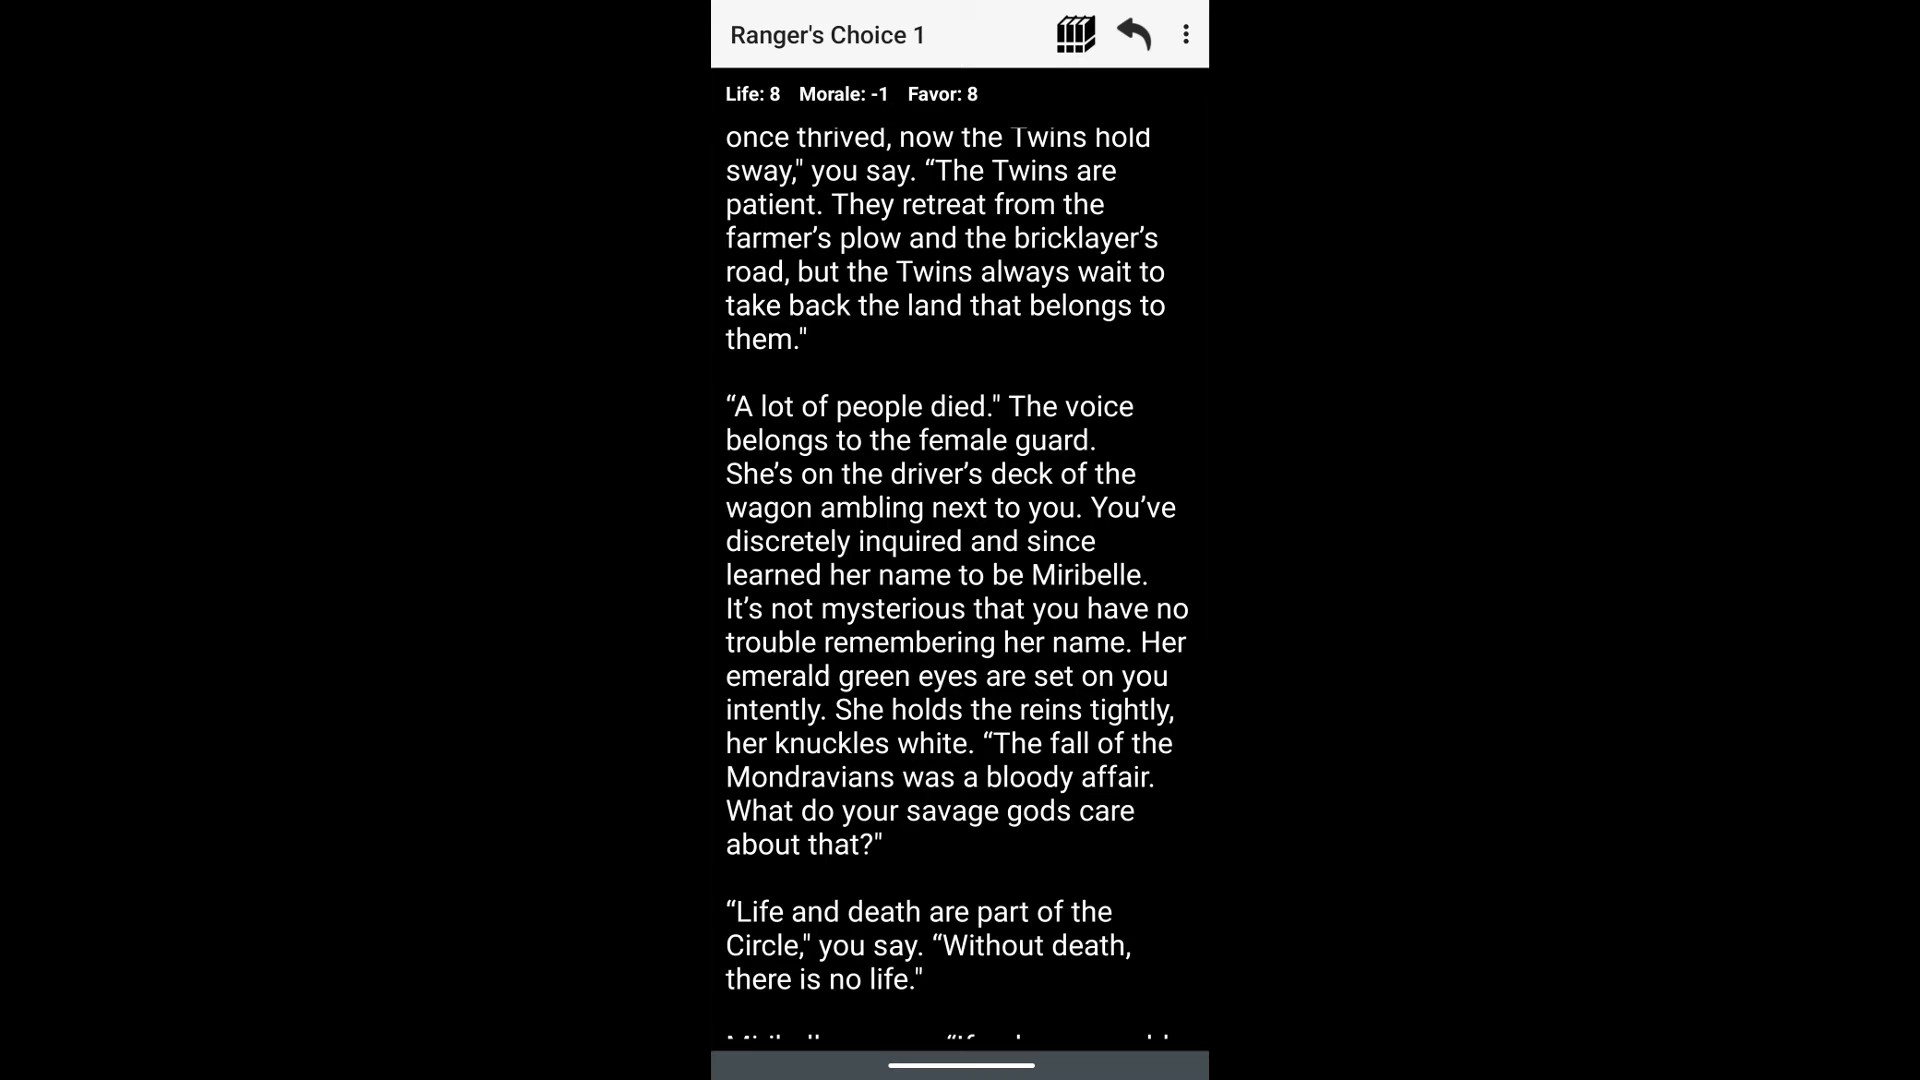 Ranger's Choice 1
Life: 8 Morale: -1 Favor: 8
once thrived, now the Twins hold
sway," you say. “The Twins are
patient. They retreat from the
farmer’s plow and the bricklayer’s
road, but the Twins always wait to
take back the land that belongs to
them."
“A lot of people died." The voice
belongs to the female guard.
She’s on the driver’s deck of the
wagon ambling next to you. You’ve
discretely inquired and since
learned her name to be Miribelle.
It’s not mysterious that you have no
trouble remembering her name. Her
emerald green eyes are set on you
intently. She holds the reins tightly,
her knuckles white. “The fall of the
Mondravians was a bloody affair.
What do your savage gods care
about that?"
“Life and death are part of the
Circle," you say. “Without death,
there is no life."